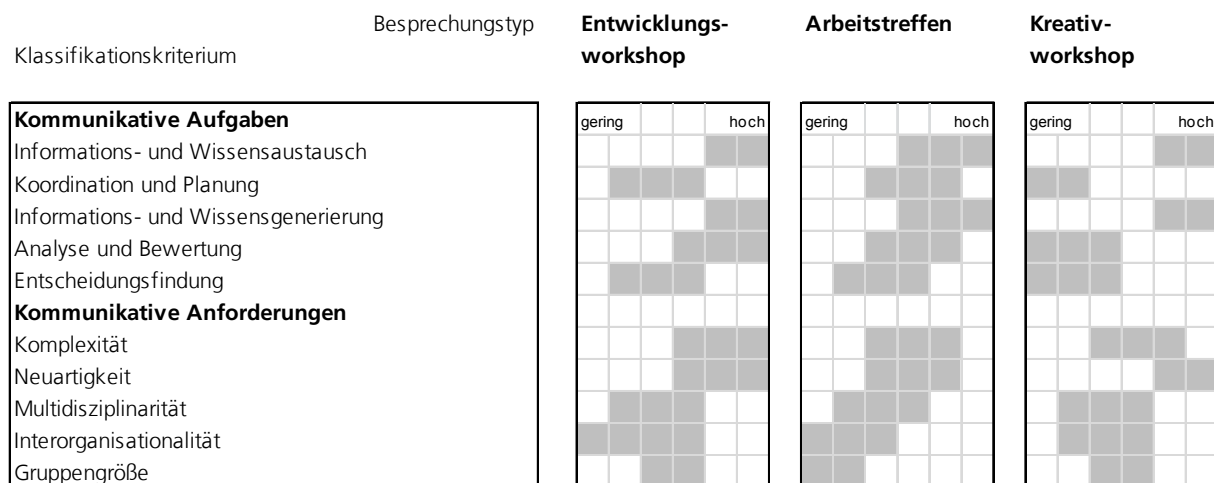 Besprechungstyp
Klassifikationskriterium
Entwicklungs-
workshop
Arbeitstreffen
Kreativ-
workshop
Kommunikative Aufgaben
gering hoch gering hoch gering hoch
Informations- und Wissensaustausch
Koordination und Planung
Informations- und Wissensgenerierung
Analyse und Bewertung
Entscheidungsfindung
Kommunikative Anforderungen
Komplexität
Neuartigkeit
Multidisziplinarität
Interorganisationalität
Gruppengröße